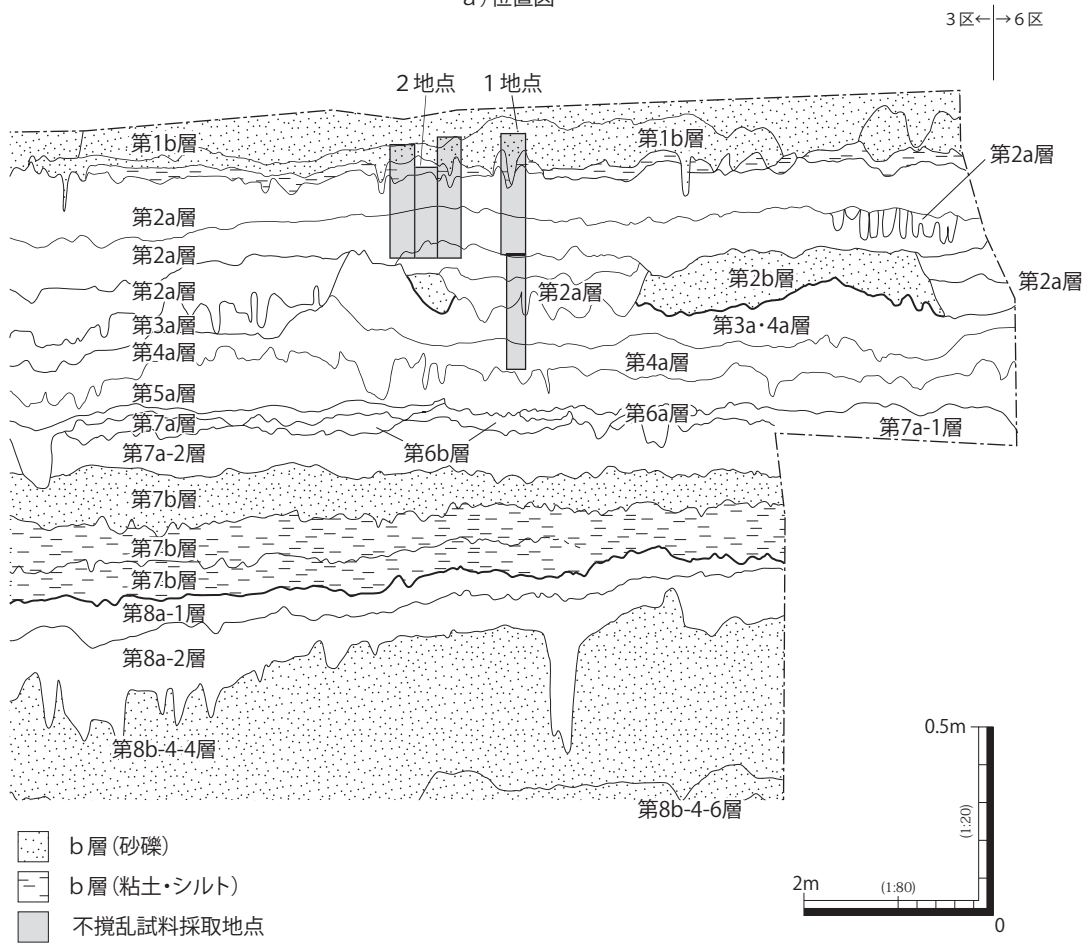 a)位置図
3区←→6区
2地点 1地点
第1b層 第1b層
第2a層
第2a層
第2a層 第2b層 第2a層
第2a層 第2a層
第3a層 第3a・4a層
第4a層 第4a層
第5a層
第7a層 第6a層
第7a-1層
第7a-2層 第6b層
第7b層
第7b層
第7b層
第8a-1層
第8a-2層
第8b-4-4層
第8b-4-6層
0.5m
(1:20)
2m (1:80)
0
b層(砂礫)
b層(粘土・シルト)
不撹乱試料採取地点